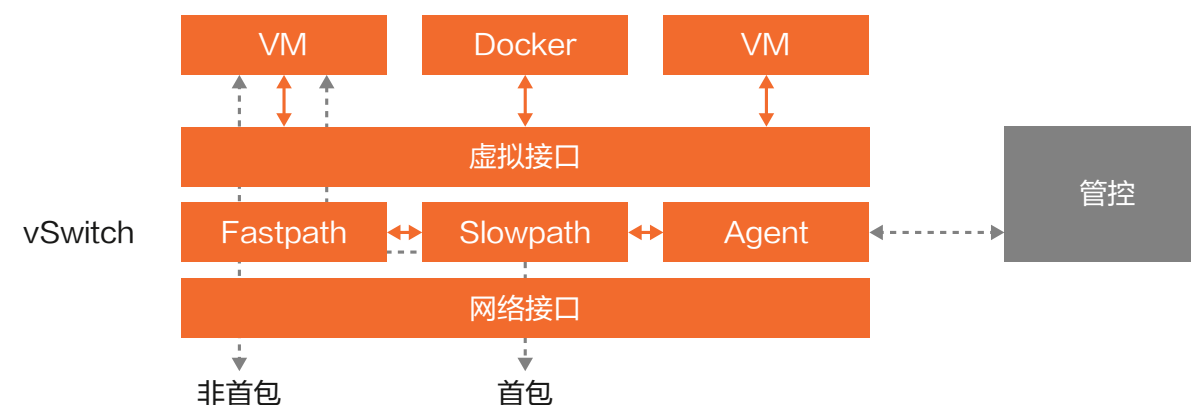 VM
Docker
VM
虚拟接口
管控
vSwitch
Fastpath
Slowpath
Agent
网络接口
非首包
首包